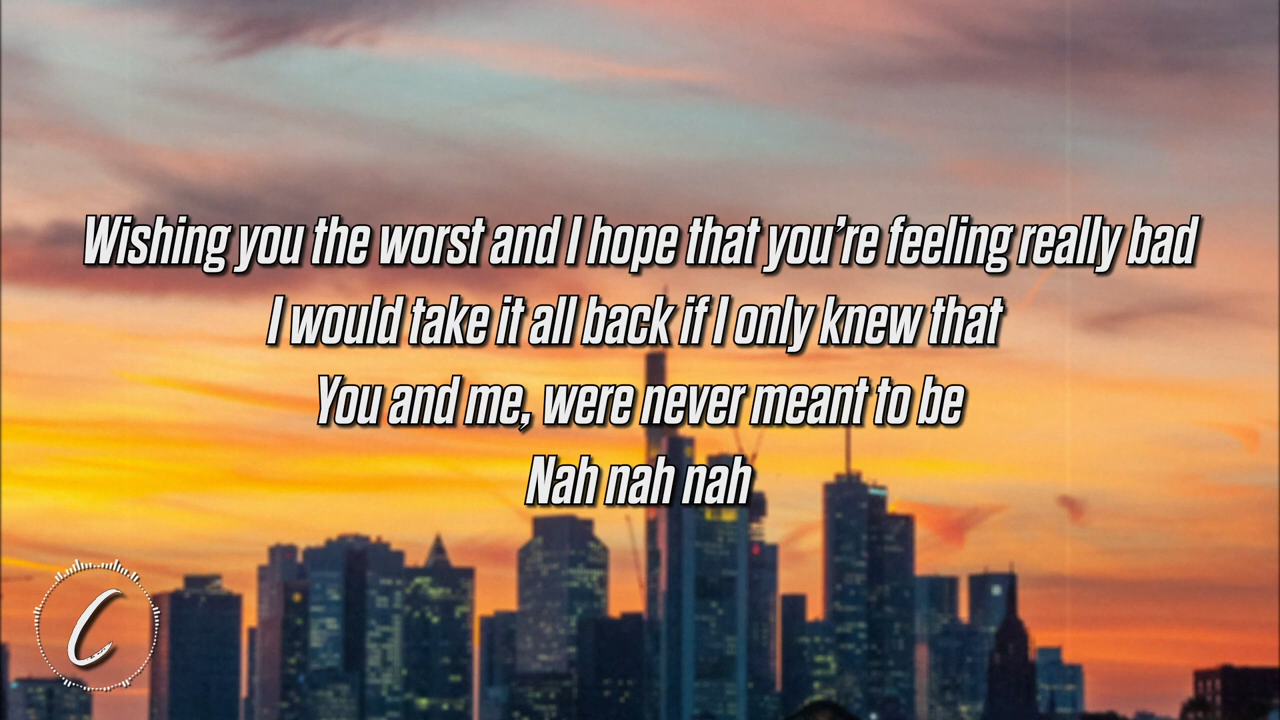 Wishing you the worst and I hope that you're feeling really bad
I would take it all back if I only knew that
You and me, were never meant to be
Nah nah nah
C